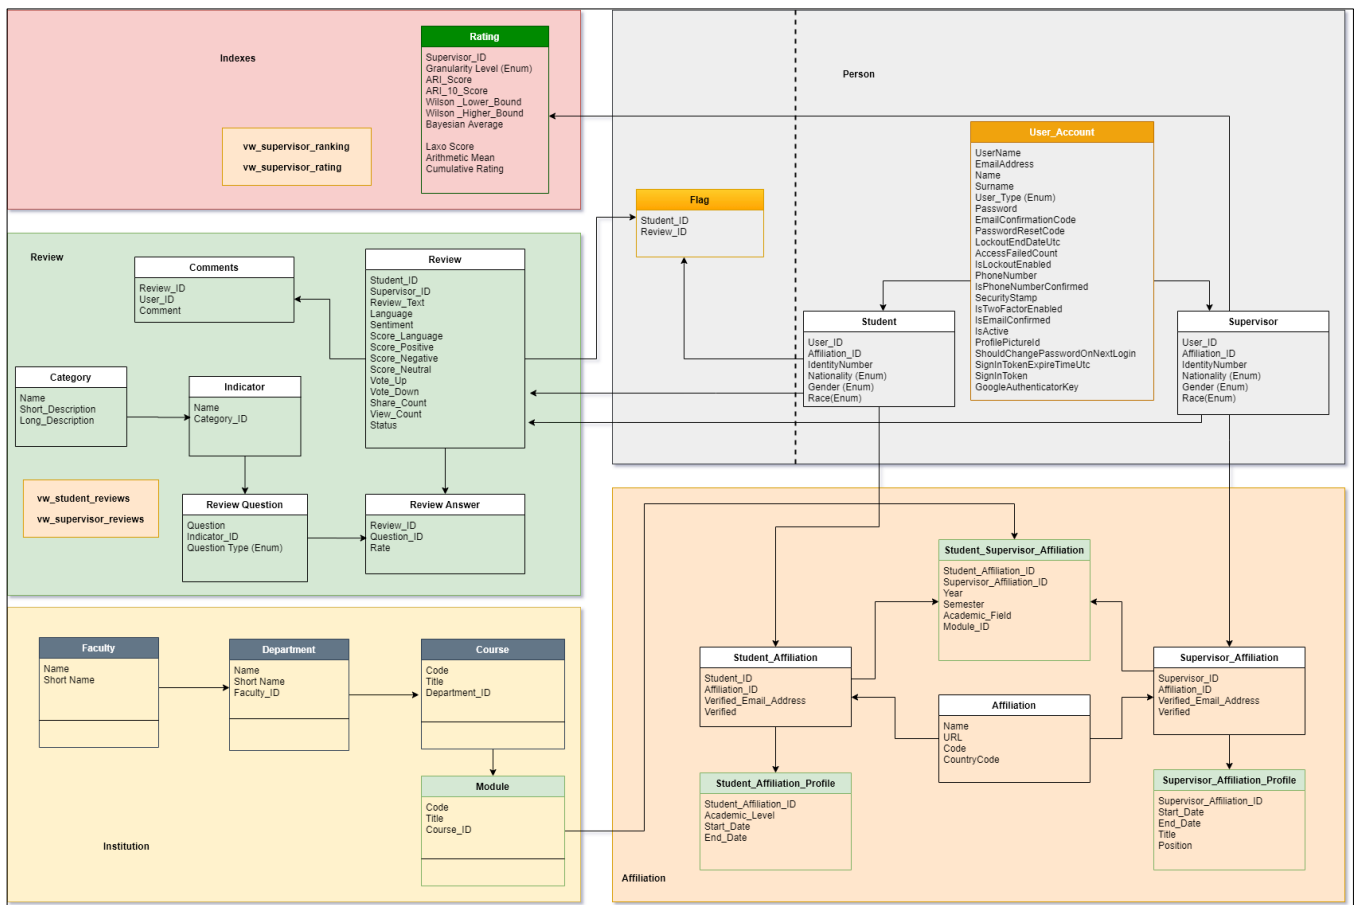 Indexes
Rating
Supervisor_ID
Granularity Level (Enum)
ARI_Score
ARI_10_Score
Wilson _Lower_Bound
Wilson _Higher_Bound
Bayesian Average
Laxo Score
Arithmetic Mean
Cumulative Rating
vw_supervisor_ranking
vw_supervisor_rating
Person
User_Account
UserName
EmailAddress
Name
Surname
User_Type (Enum)
Password
EmailConfirmationCode
PasswordResetCode
LockoutEndDateUtc
AccessFailedCount
IsLockoutEnabled
PhoneNumber
IsPhoneNumberConfirmed
SecurityStamp
IsTwoFactorEnabled
IsEmailConfirmed
IsActive
ProfilePictureId
ShouldChangePasswordOnNextLogin
SignInTokenExpireTimeUtc
SignInToken
GoogleAuthenticatorKey
Flag
Student_ID
Review_ID
Student
User_ID
Affiliation_ID
IdentityNumber
Nationality (Enum)
Gender (Enum)
Race(Enum)
Supervisor
User_ID
Affiliation_ID
IdentityNumber
Nationality (Enum)
Gender (Enum)
Race(Enum)
Review
Comments
Review_ID
User_ID
Comment
Review
Student_ID
Supervisor_ID
Review_Text
Language
Sentiment
Score_Language
Score_Positive
Score_Negative
Score_Neutral
Vote_Up
Vote_Down
Share_Count
View_Count
Status
Category
Name
Short_Description
Long_Description
Indicator
Name
Category_ID
vw_student_reviews
vw_supervisor_reviews
Review Question
Question
Indicator_ID
Question Type (Enum)
Review Answer
Review_ID
Question_ID
Rate
Faculty
Name
Short Name
Department
Name
Short Name
Faculty_ID
Course
Code
Title
Department_ID
Module
Code
Title
Course_ID
Institution
Student_Supervisor_Affiliation
Student_Affiliation_ID
Supervisor_Affiliation_ID
Year
Semester
Academic_Field
Module_ID
Student_Affiliation
Student_ID
Affiliation_ID
Verified_Email_Address
Verified
Affiliation
Name
URL
Code
CountryCode
Supervisor_Affiliation
Supervisor_ID
Affiliation_ID
Verified_Email_Address
Verified
Student_Affiliation_Profile
Student_Affiliation_ID
Academic_Level
Start_Date
End_Date
Supervisor_Affiliation_Profile
Supervisor_Affiliation_ID
Start_Date
End_Date
Title
Position
Affiliation